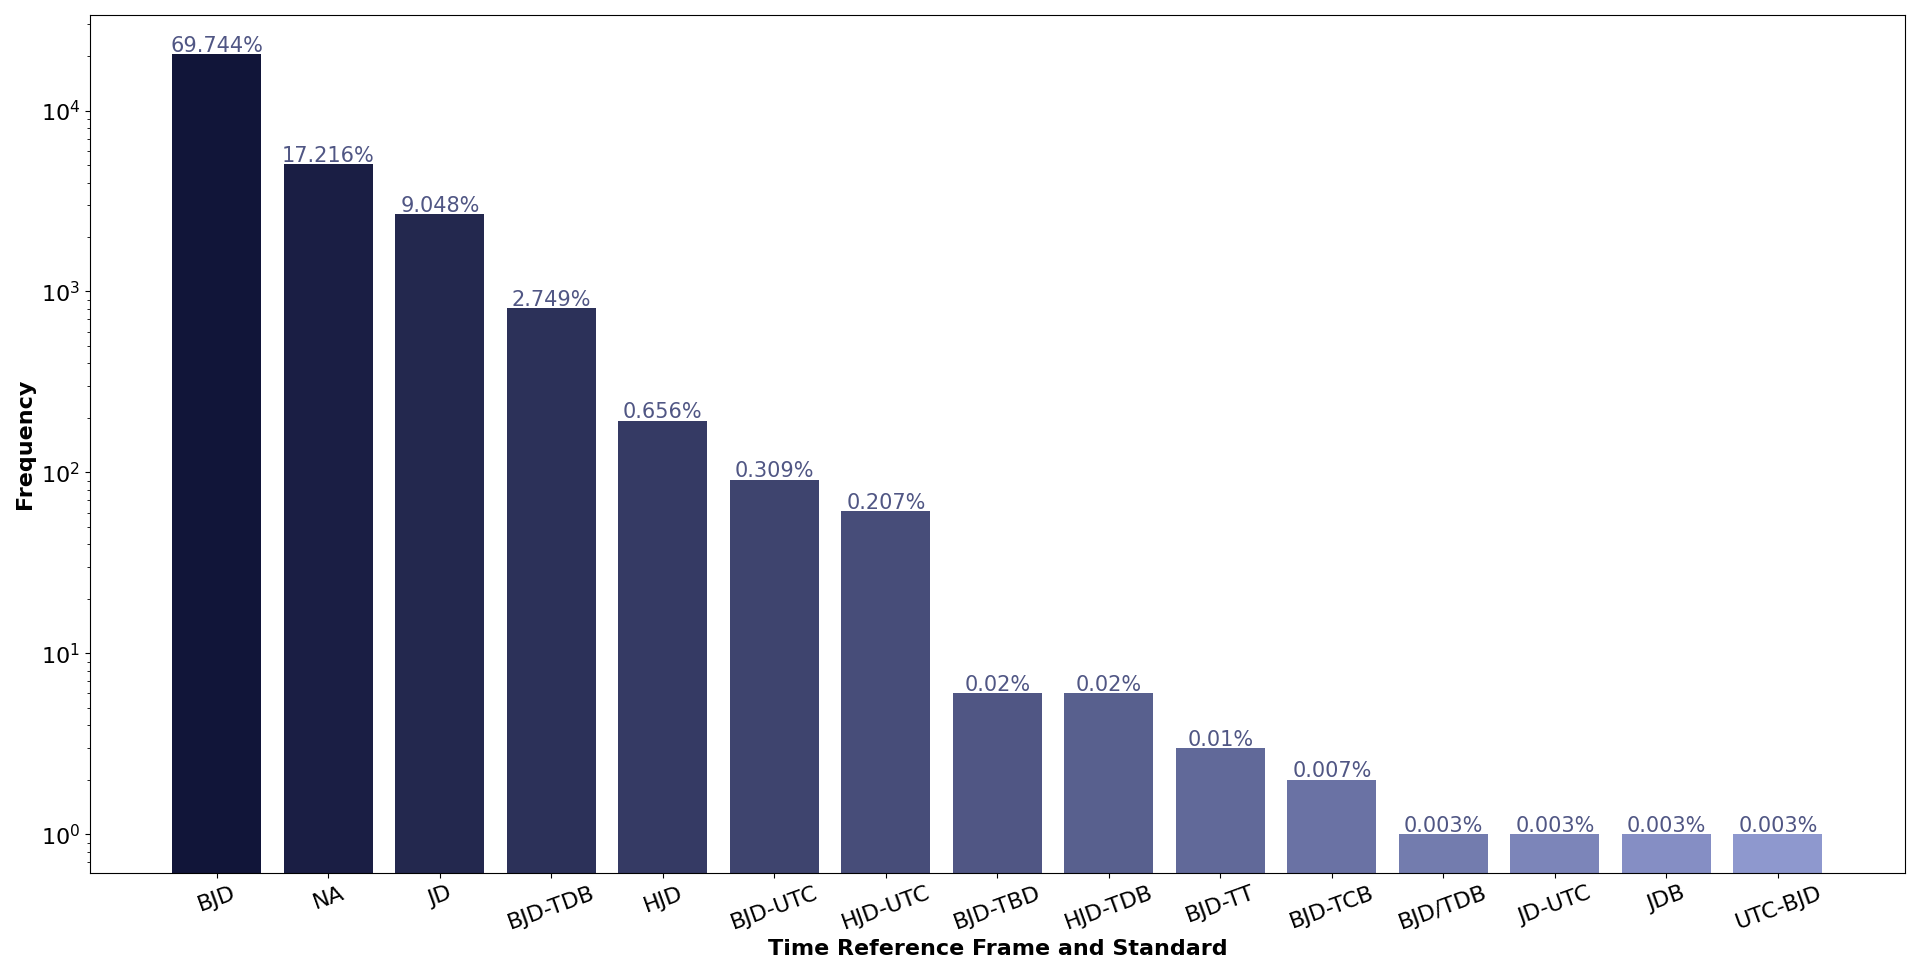 69.744%
17.216%
9.048%
2.749%
0.656%
0.309%
0.207%
0.02%
0.02%
0.01%
0.007%
0.003%
0.003%
0.003%
0.003%
10^4
10^3
10^2
10^1
10^0
Frequency
BJD
NA
JD
BJD-TDB
HJD
BJD-UTC
HJD-UTC
BJD-TBD
HJD-TDB
BJD-TT
BJD-TCB
BJD/TDB
JD-UTC
JDB
UTC-BJD
Time Reference Frame and Standard